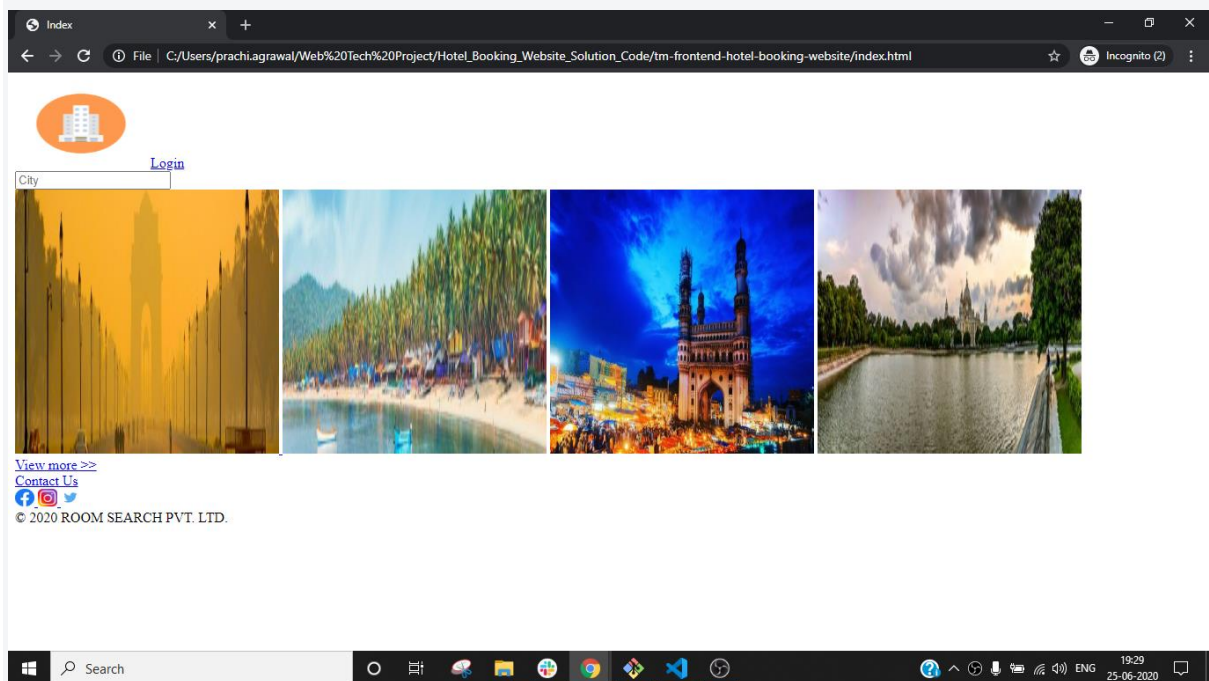 Index
File C:/Users/prachi.agrawal/Web%20Tech%20Project/Hotel_Booking_Website_Solution_Code/tm-frontend-hotel-booking-website/index.html
Incognito (2)
Login
City
View more >>
Contact Us
© 2020 ROOM SEARCH PVT. LTD.
Search
ENG
19:29
25-06-2020